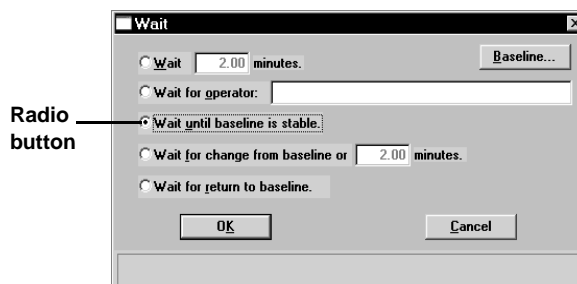 Wait
Wait 2.00 minutes.
Baseline...
Wait for operator:
Radio button
Wait until baseline is stable.
Wait for change from baseline or 2.00 minutes.
Wait for return to baseline.
OK
Cancel